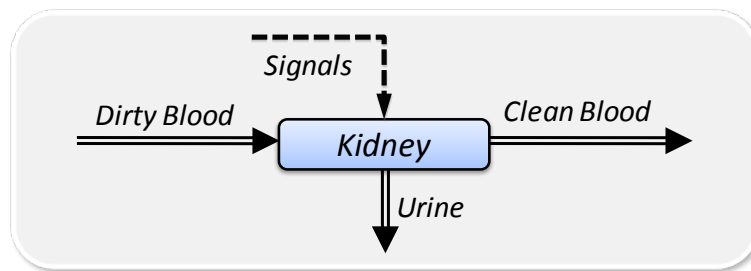 Signals
Dirty Blood
Clean Blood
Kidney
Urine